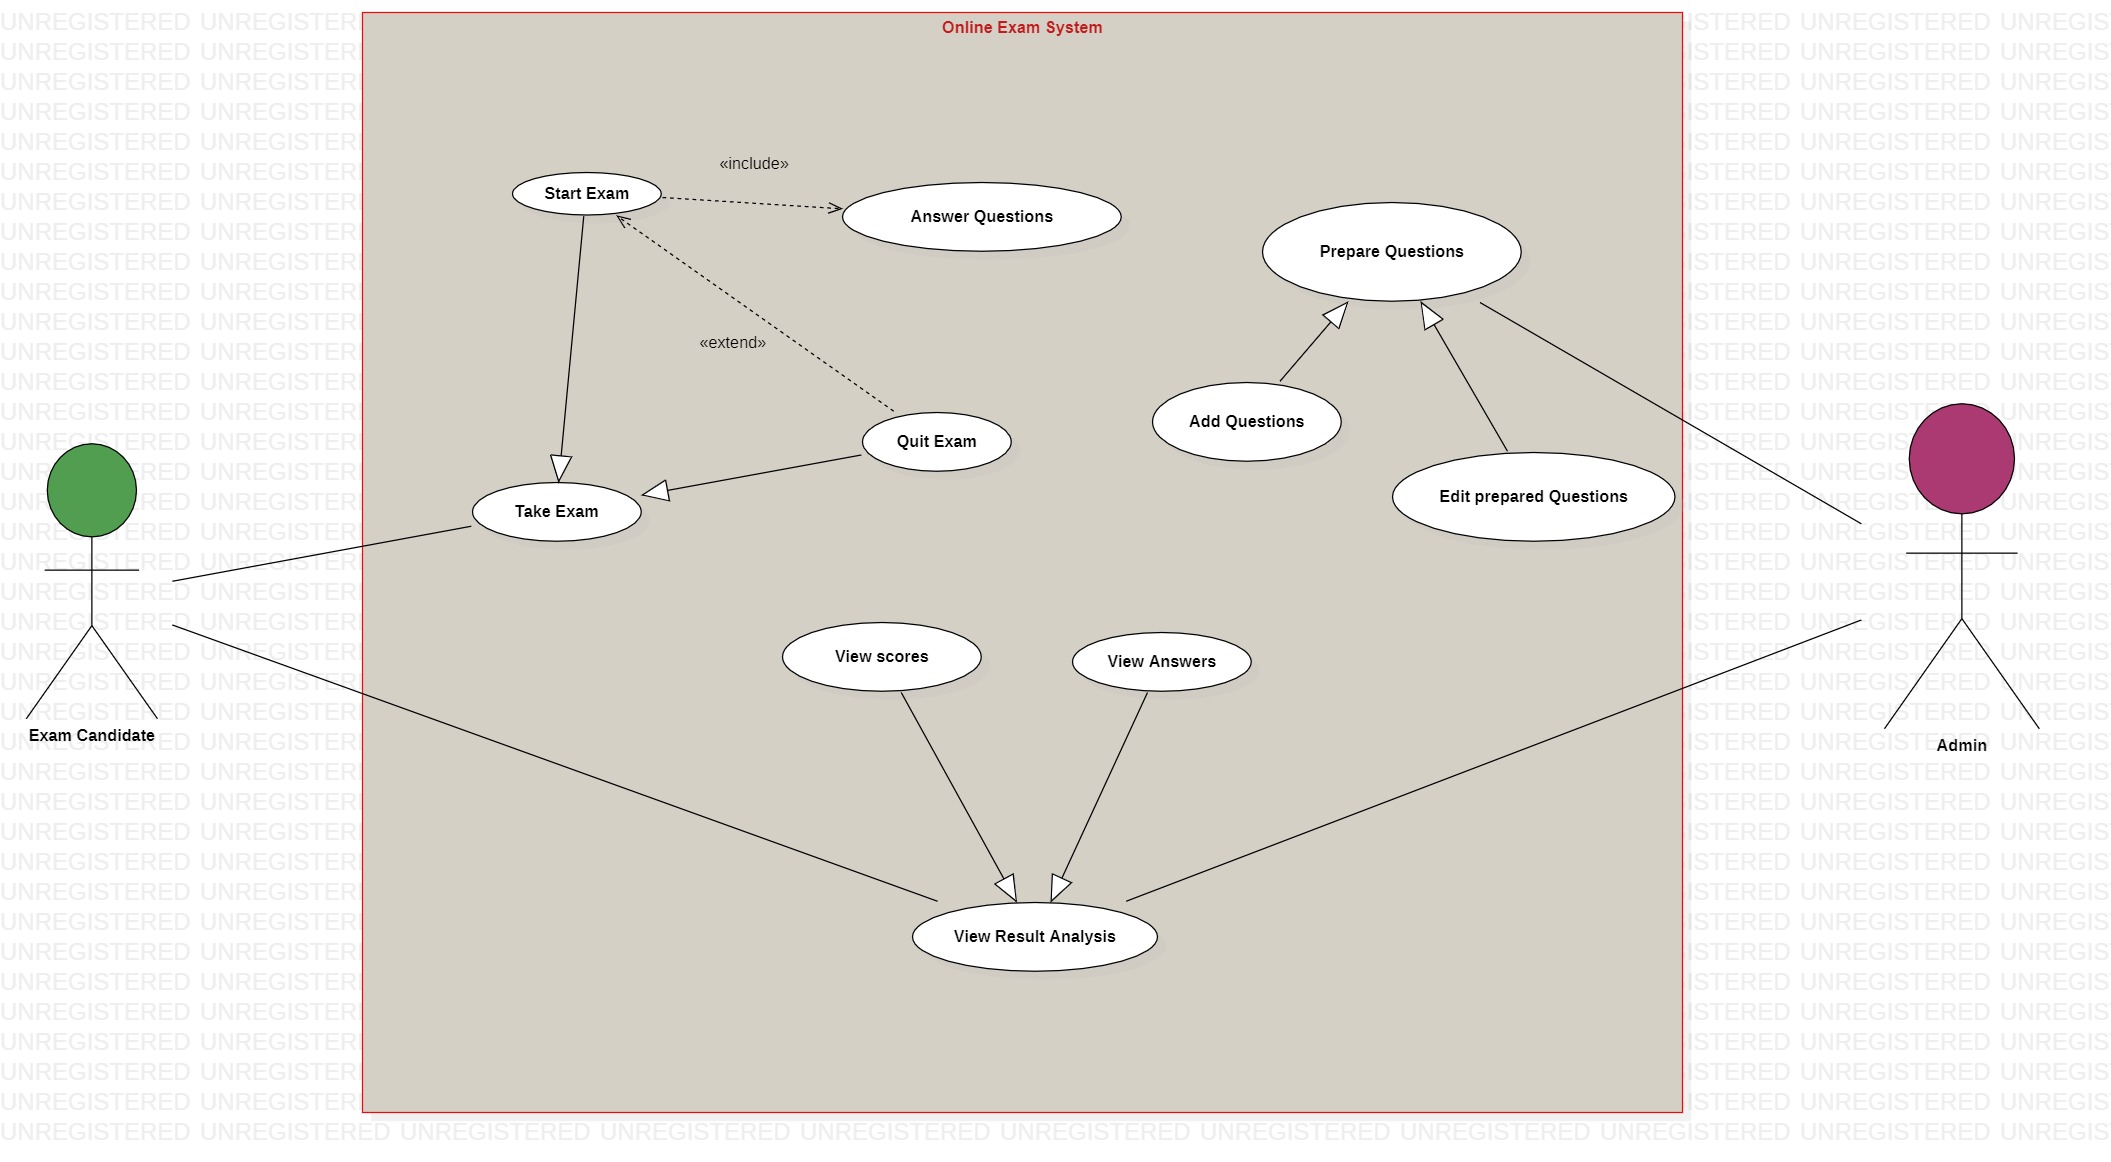 Online Exam System
«include»
Start Exam
Answer Questions
Prepare Questions
«extend»
Add Questions
Quit Exam
Edit prepared Questions
Take Exam
View scores
View Answers
Exam Candidate
Admin
View Result Analysis
UNREGISTERED UNREGISTERED UNREGISTERED UNREGISTERED UNREGISTERED UNREGISTERED UNREGISTERED UNREGISTERED UNREGISTERED UNREGISTERED UNREGIS